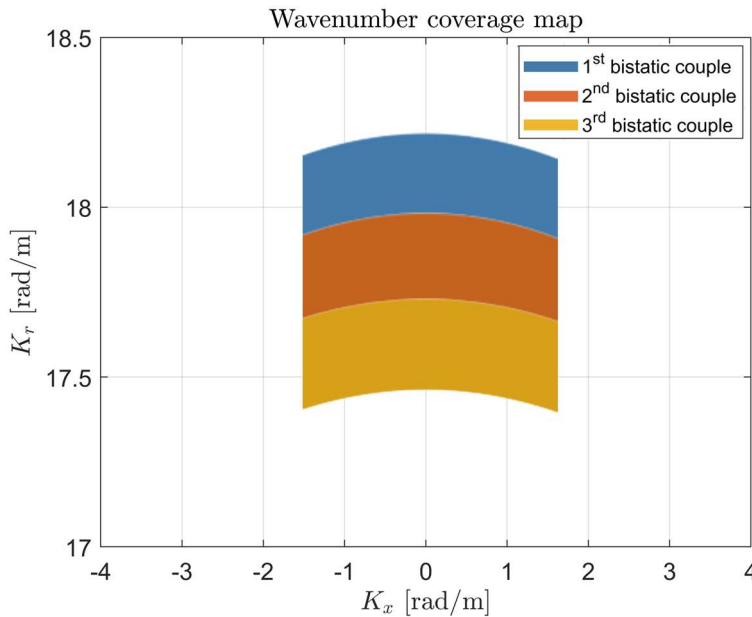 Wavenumber coverage map
18.5
1st bistatic couple
2nd bistatic couple
3rd bistatic couple
18
17.5
17
Kr [rad/m]
-4 -3 -2 -1 0 1 2 3 4
Kx [rad/m]